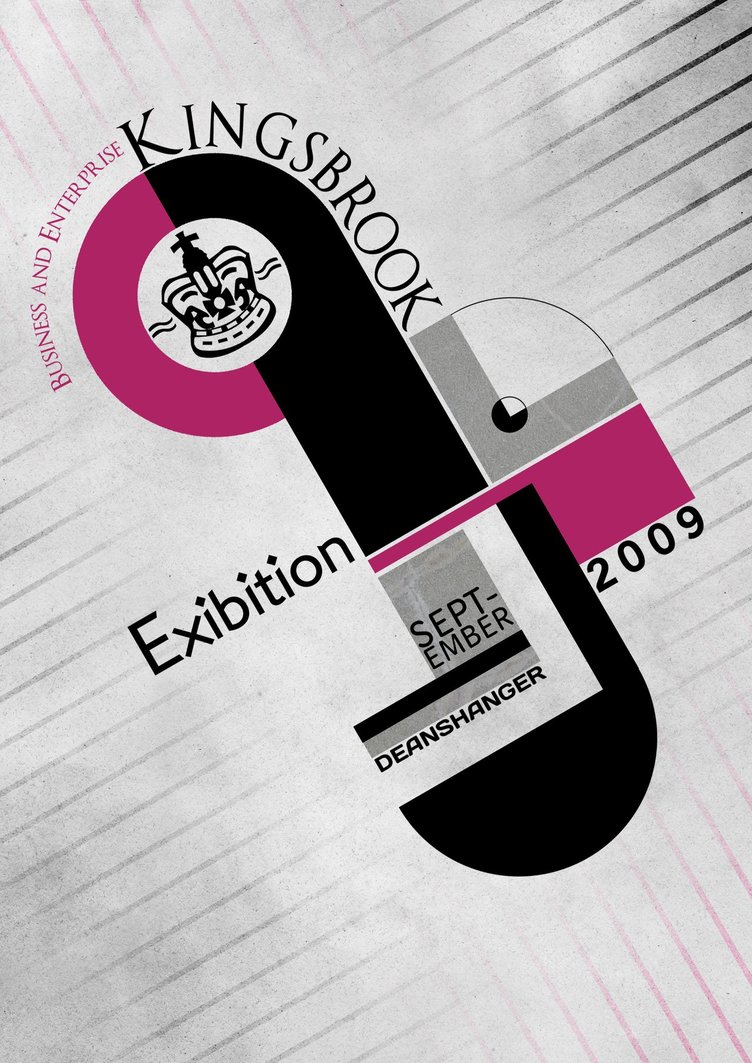 KINGSBROOK
BUSINESS AND ENTERPRISE
Exibition
2009
SEPT-
EMBER
DEANSHANGER